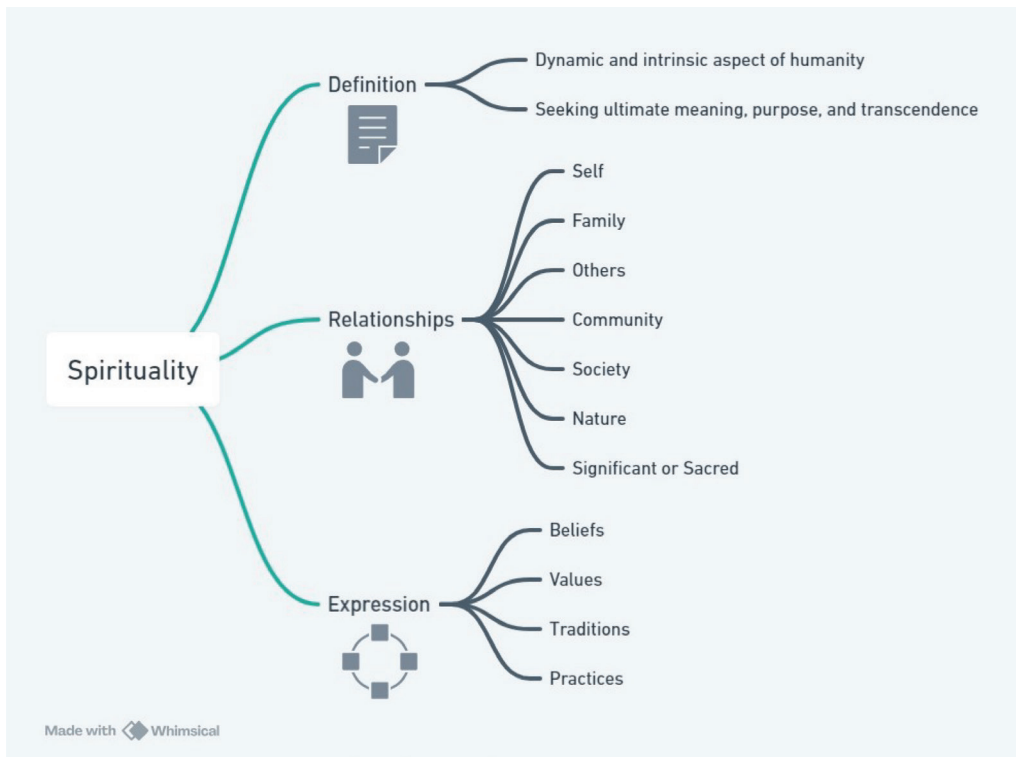 Spirituality
Definition
Dynamic and intrinsic aspect of humanity
Seeking ultimate meaning, purpose, and transcendence
Relationships
Self
Family
Others
Community
Society
Nature
Significant or Sacred
Expression
Beliefs
Values
Traditions
Practices
Made with Whimsical